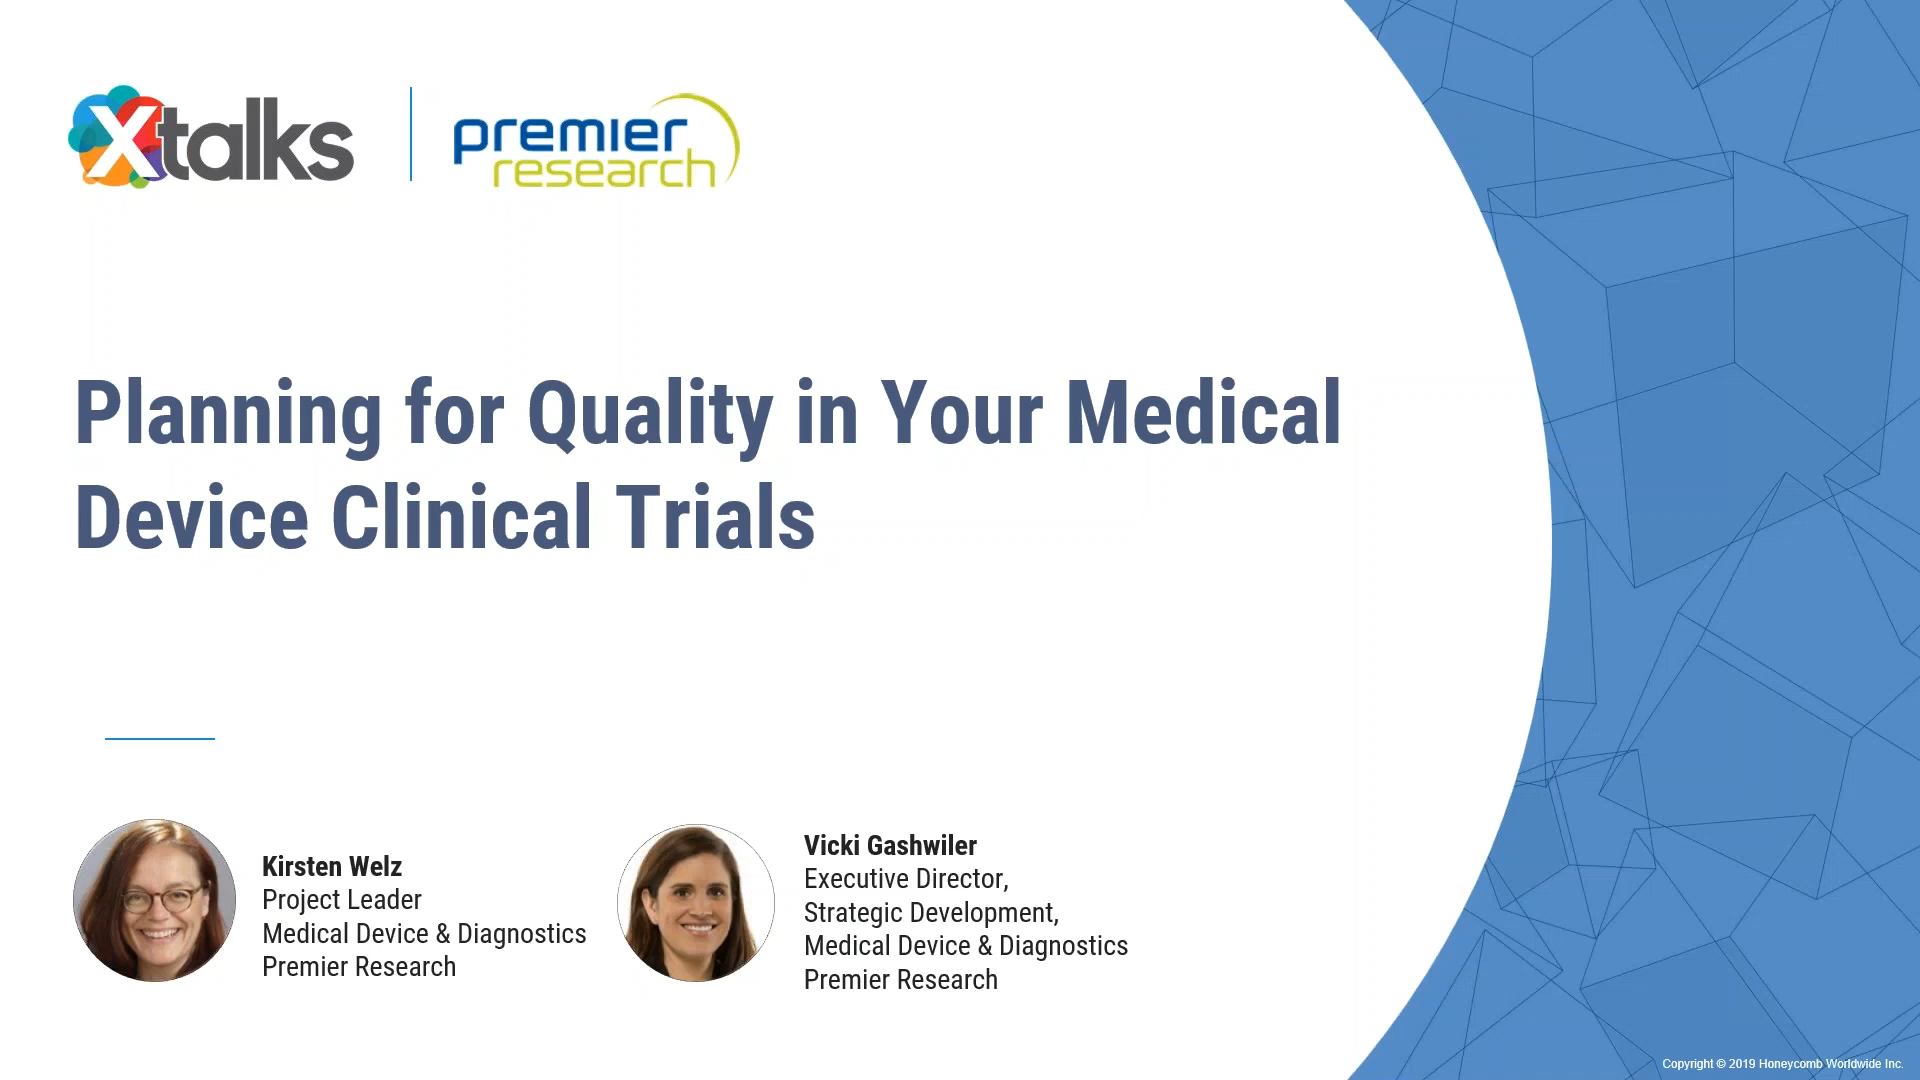 Xtalks
premier
research
Planning for Quality in Your Medical
Device Clinical Trials
Kirsten Welz
Project Leader
Medical Device & Diagnostics
Premier Research
Vicki Gashwiler
Executive Director,
Strategic Development,
Medical Device & Diagnostics
Premier Research
Copyright © 2019 Honeycomb Worldwide Inc.